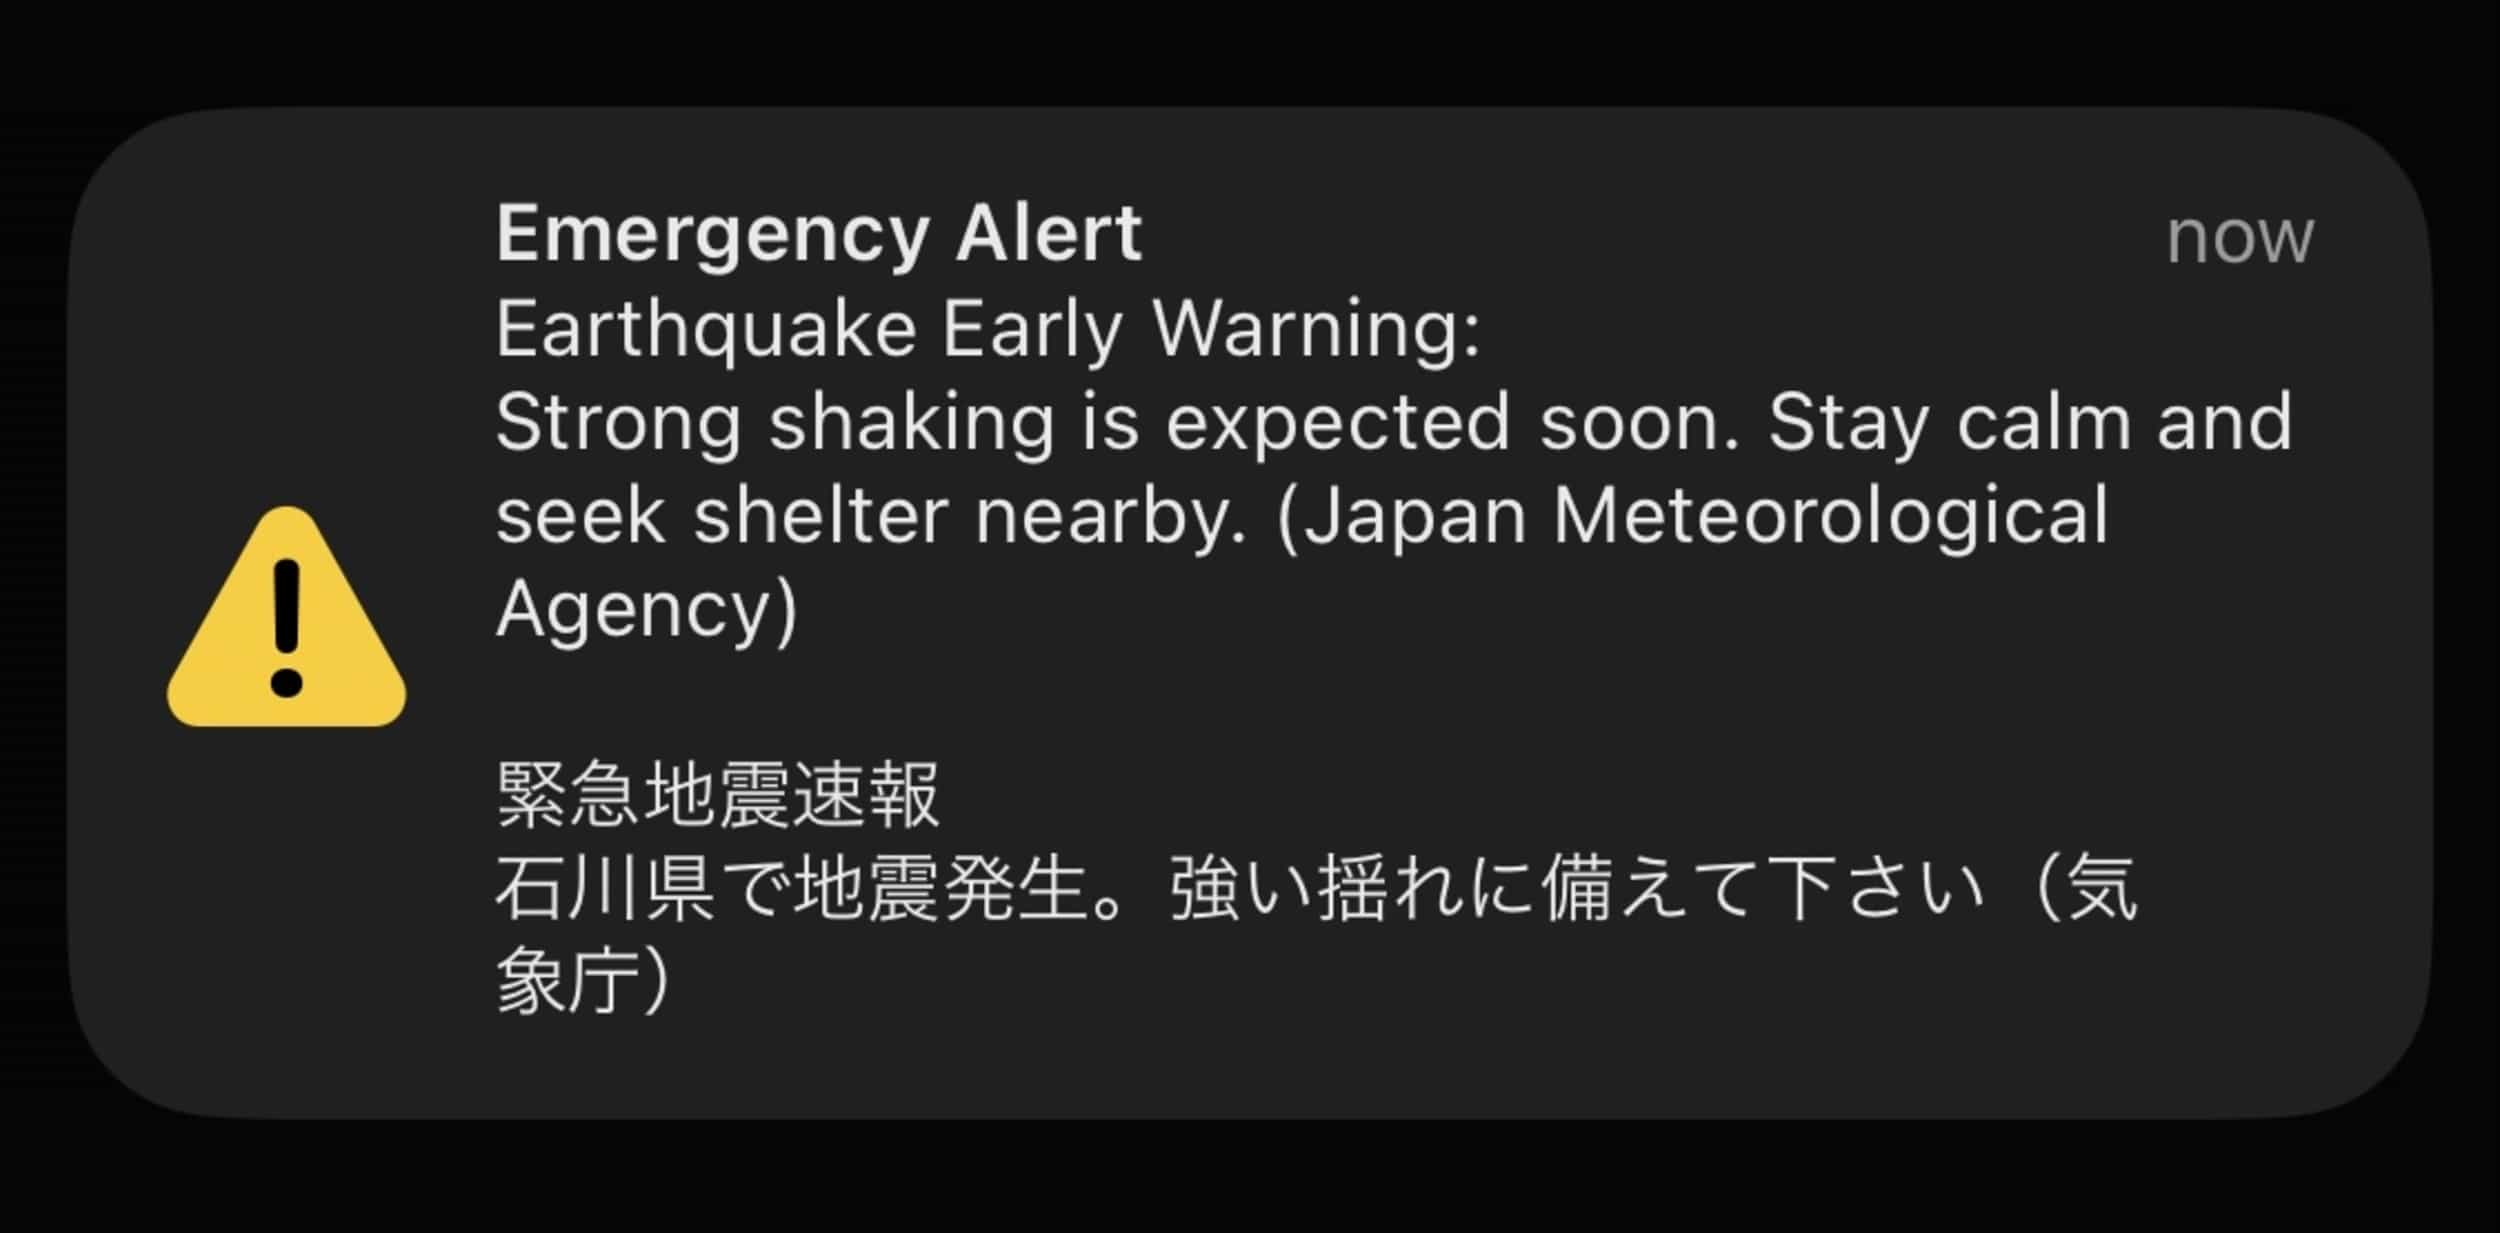 Emergency Alert
now
Earthquake Early Warning:
Strong shaking is expected soon. Stay calm and
seek shelter nearby. (Japan Meteorological
Agency)
緊急地震速報
石川県で地震発生。強い揺れに備えて下さい（気
象庁）